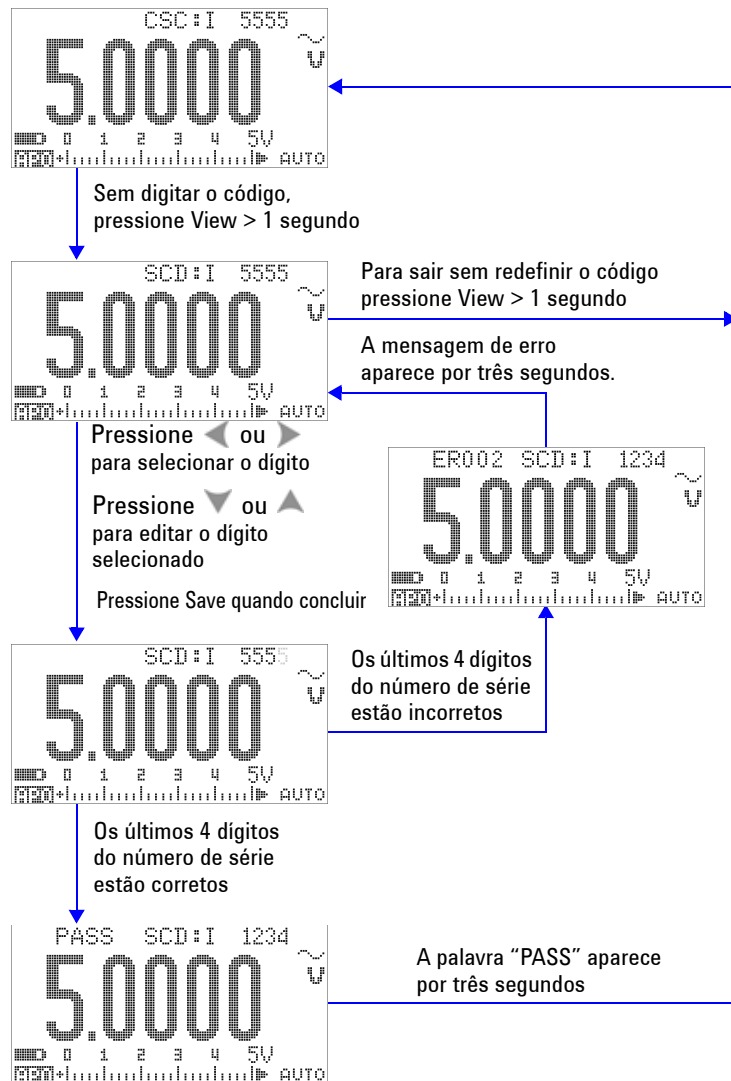 CSC:I 5555
5.0000 V
0 1 2 3 4 5V
APO AUTO
Sem digitar o código,
pressione View > 1 segundo
SCD:I 5555
5.0000 V
0 1 2 3 4 5V
APO AUTO
Para sair sem redefinir o código
pressione View > 1 segundo
A mensagem de erro
aparece por três segundos.
Pressione ou
para selecionar o dígito
Pressione ou
para editar o dígito
selecionado
Pressione Save quando concluir
ER002 SCD:I 1234
5.0000 V
0 1 2 3 4 5V
APO AUTO
SCD:I 5555
5.0000 V
0 1 2 3 4 5V
APO AUTO
Os últimos 4 dígitos
do número de série
estão incorretos
Os últimos 4 dígitos
do número de série
estão corretos
PASS SCD:I 1234
5.0000 V
0 1 2 3 4 5V
APO AUTO
A palavra “PASS” aparece
por três segundos